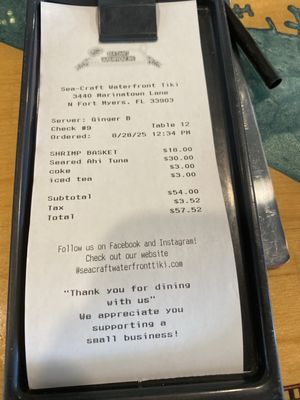 Sea-Craft Waterfront Tiki
3440 Marinatown Lane
N Fort Myers, FL 33903
Server: Ginger B
Check #9 Table 12
Ordered: 8/28/25 12:34 PM
SHRIMP BASKET $18.00
Seared Ahi Tuna $30.00
coke $3.00
iced tea $3.00
Subtotal $54.00
Tax $3.52
Total $57.52
Follow us on Facebook and Instagram!
Check out our website
#seacraftwaterfronttiki.com
"Thank you for dining
with us"
We appreciate you
supporting a
small business!